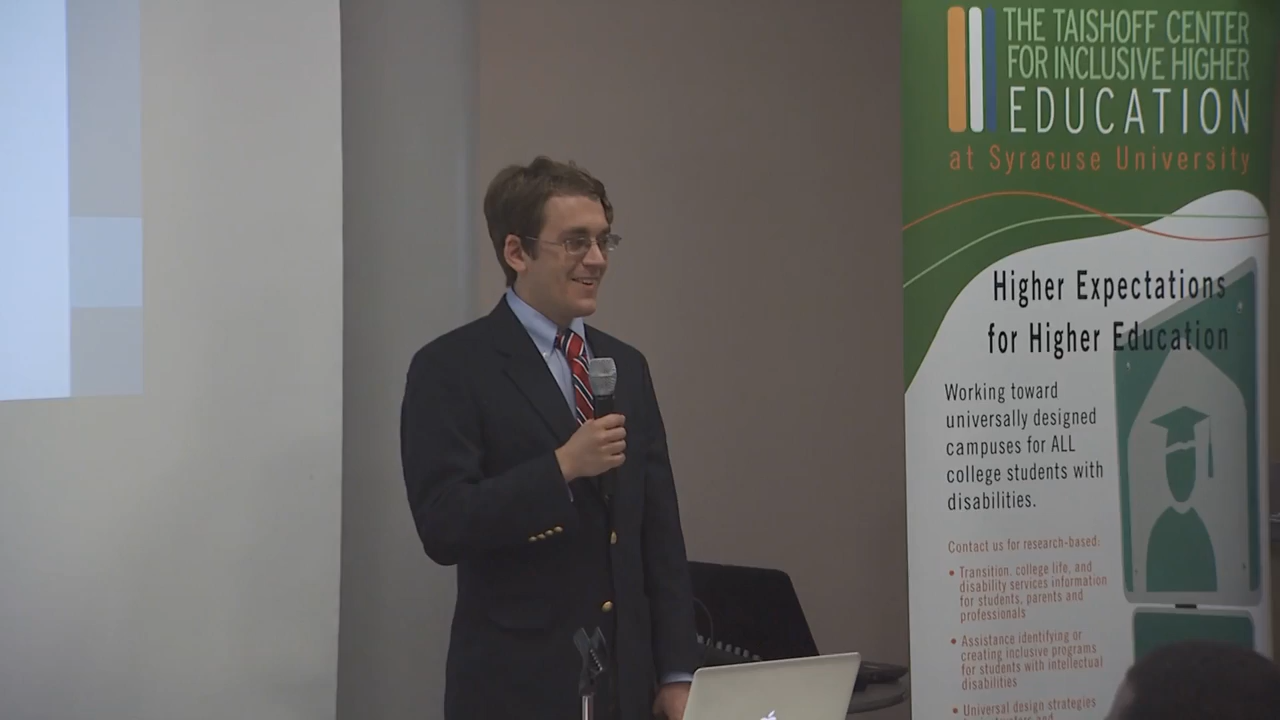 THE TAISHOFF CENTER
FOR INCLUSIVE HIGHER
EDUCATION
at Syracuse University
Higher Expectations
for Higher Education
Working toward
universally designed
campuses for ALL
college students with
disabilities.
Contact us for research-based:
• Transition, college life, and
disability services information
for students, parents and
professionals
• Assistance identifying or
creating inclusive programs
for students with intellectual
disabilities
• Universal design strategies